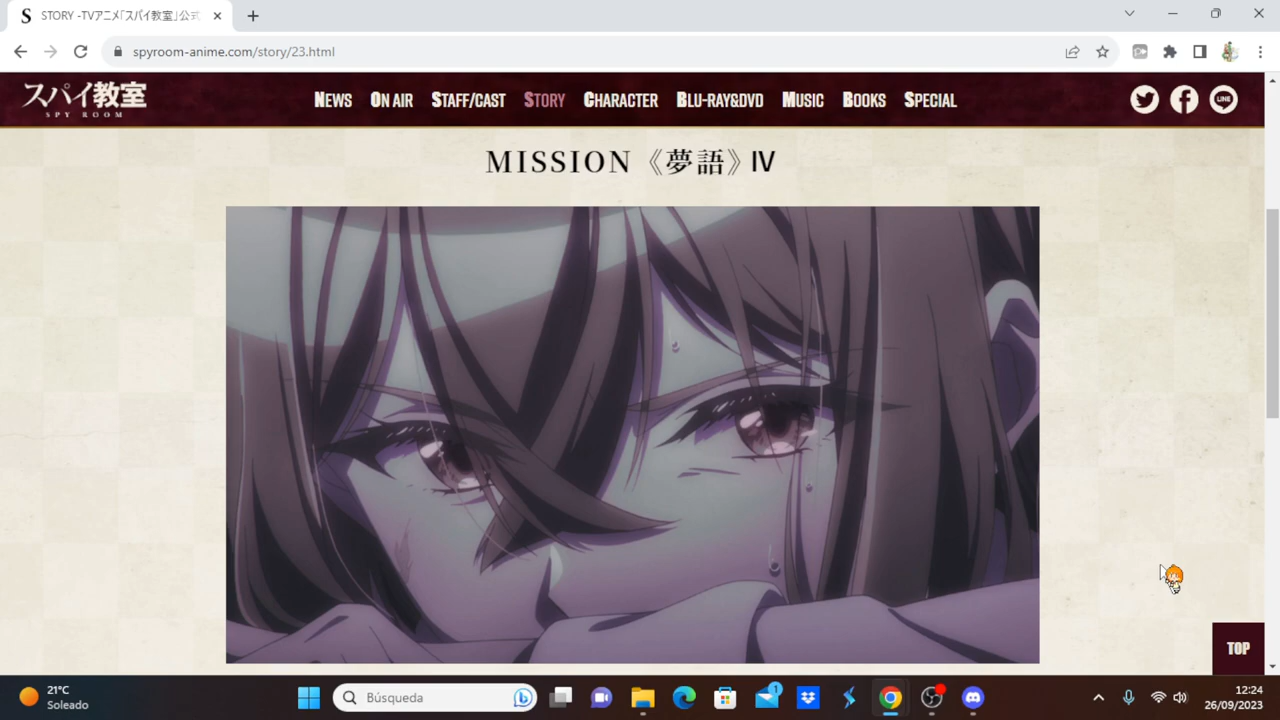 STORY -TVアニメ「スパイ教室」公式
spyroom-anime.com/story/23.html
スパイ教室
SPY ROOM
NEWS ON AIR STAFF/CAST STORY CHARACTER BLU-RAY&DVD MUSIC BOOKS SPECIAL
LINE
MISSION 《夢語》Ⅳ
TOP
21°C
Soleado
Búsqueda
1
12:24
26/09/2023